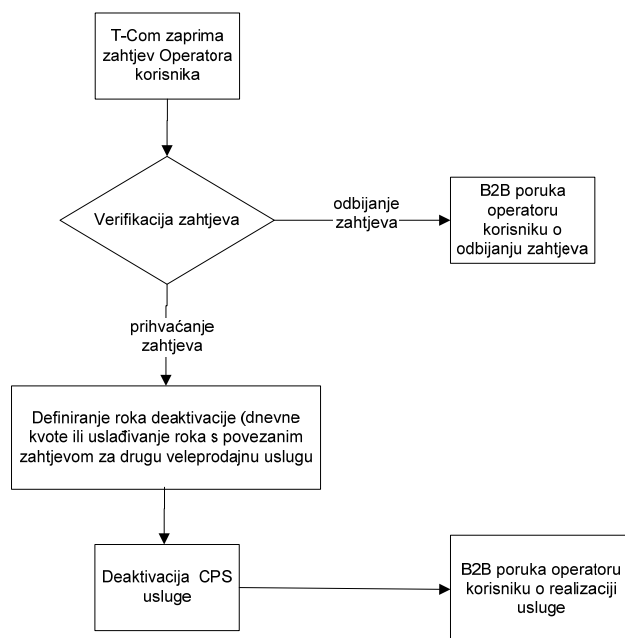 T-Com zaprima
zahtjev Operatora
korisnika
Verifikacija zahtjeva
odbijanje
zahtjeva
B2B poruka
operatoru
korisniku o
odbijanju zahtjeva
prihvaćanje
zahtjeva
Definiranje roka deaktivacije (dnevne
kvote ili uslađivanje roka s povezanim
zahtjevom za drugu veleprodajnu uslugu
Deaktivacija CPS
usluge
B2B poruka operatoru
korisniku o realizaciji
usluge